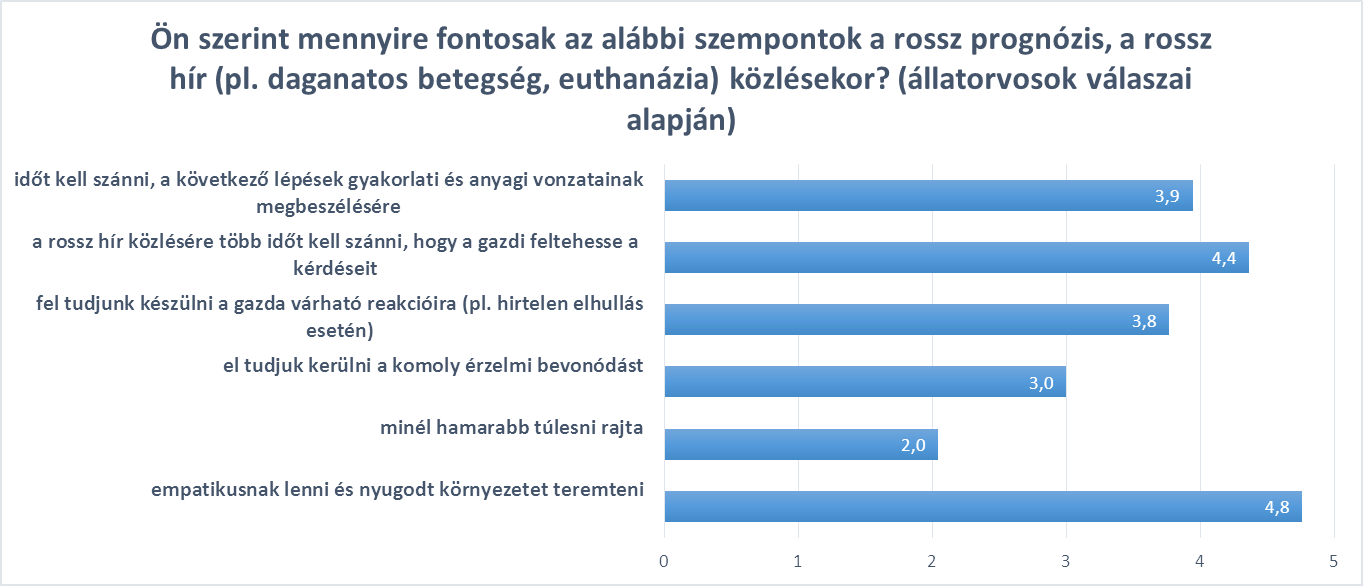 Ön szerint mennyire fontosak az alábbi szempontok a rossz prognózis, a rossz
hír (pl. daganatos betegség, euthanázia) közlésekor? (állatorvosok válaszai
alapján)
időt kell szánni, a következő lépések gyakorlati és anyagi vonzatainak
megbeszélésére
3,9
a rossz hír közlésére több időt kell szánni, hogy a gazdi feltehesse a
kérdéseit
4,4
fel tudjunk készülni a gazda várható reakcióira (pl. hirtelen elhullás
esetén)
3,8
el tudjuk kerülni a komoly érzelmi bevonódást
3,0
minél hamarabb túlesni rajta
2,0
empatikusnak lenni és nyugodt környezetet teremteni
4,8
0 1 2 3 4 5